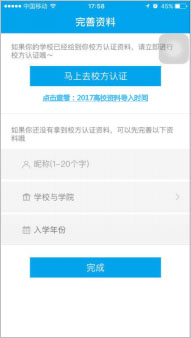 中国移动 17:58 45%
完善资料
如果你的学校已经给到你校方认证资料，请立即进行
校方认证哦～
马上去校方认证
点击查看：2017高校资料导入时间
如果你还没有拿到校方认证资料，可以先完善以下资
料哦
昵称(1-20个字)
学校与学院
入学年份
完成